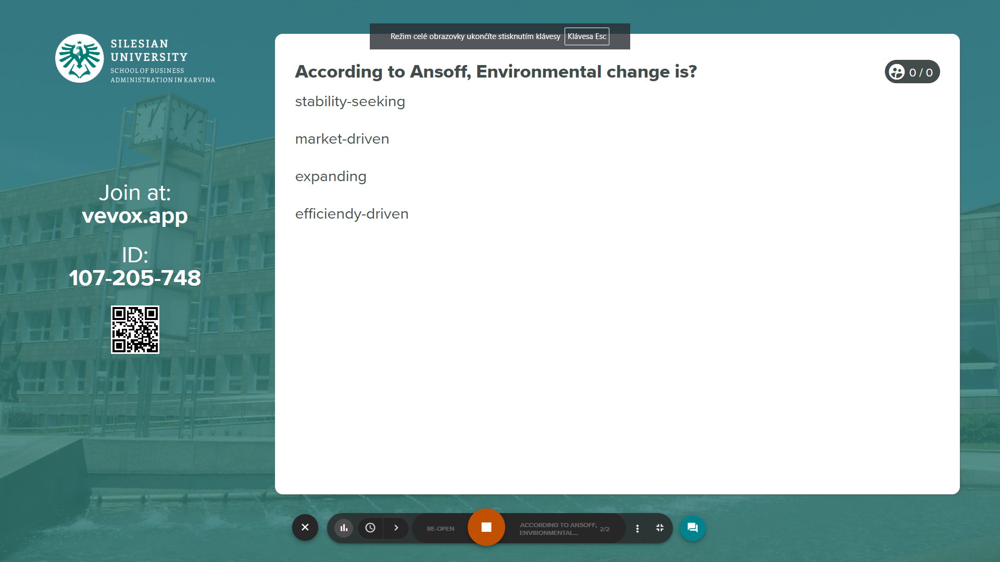 SILESIAN
UNIVERSITY
SCHOOL OF BUSINESS
ADMINISTRATION IN KARVINA
Join at:
vevox.app
ID:
107-205-748
Režim celé obrazovky ukončíte stisknutím klávesy Klávesa Esc
According to Ansoff, Environmental change is?
0 / 0
stability-seeking
market-driven
expanding
efficiendy-driven
RE-OPEN
ACCORDING TO ANSOFF,
ENVIRONMENTAL...
2/2